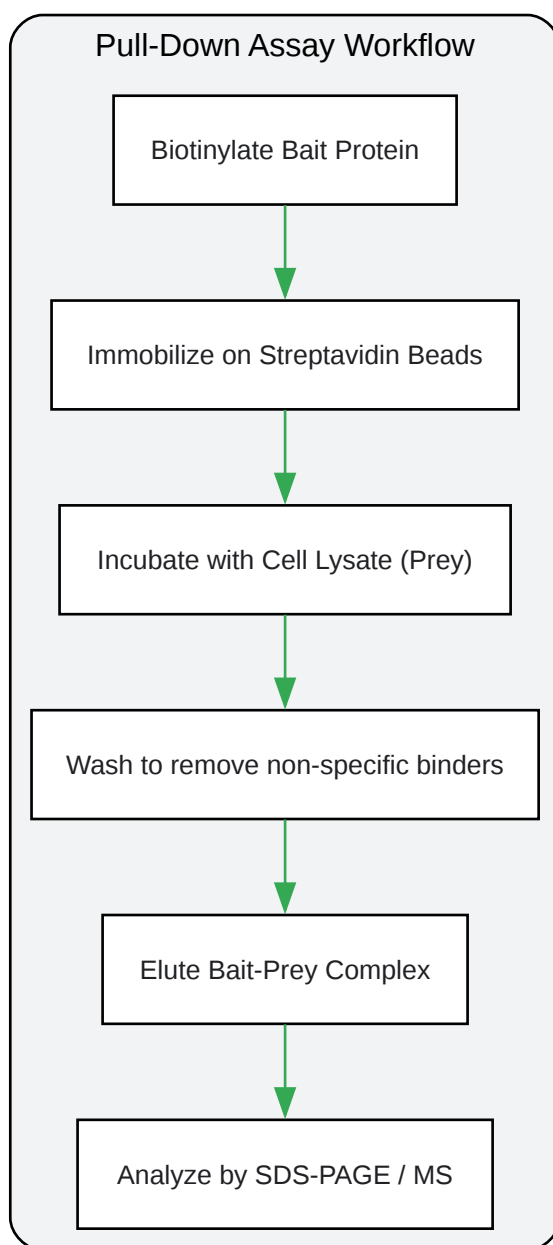 Pull-Down Assay Workflow
Biotinylate Bait Protein
Immobilize on Streptavidin Beads
Incubate with Cell Lysate (Prey)
Wash to remove non-specific binders
Elute Bait-Prey Complex
Analyze by SDS-PAGE / MS